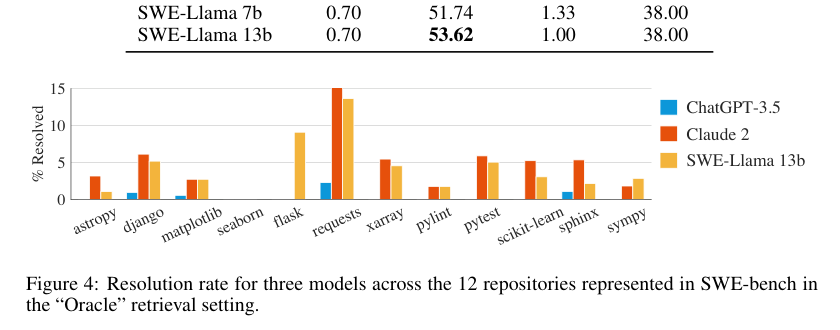 SWE-Llama 7b 0.70 51.74 1.33 38.00
SWE-Llama 13b 0.70 53.62 1.00 38.00
15
10
5
0
% Resolved
ChatGPT-3.5
Claude 2
SWE-Llama 13b
astropy django matplotlib seaborn flask requests xarray pylint pytest scikit-learn sphinx sympy
Figure 4: Resolution rate for three models across the 12 repositories represented in SWE-bench in
the “Oracle” retrieval setting.